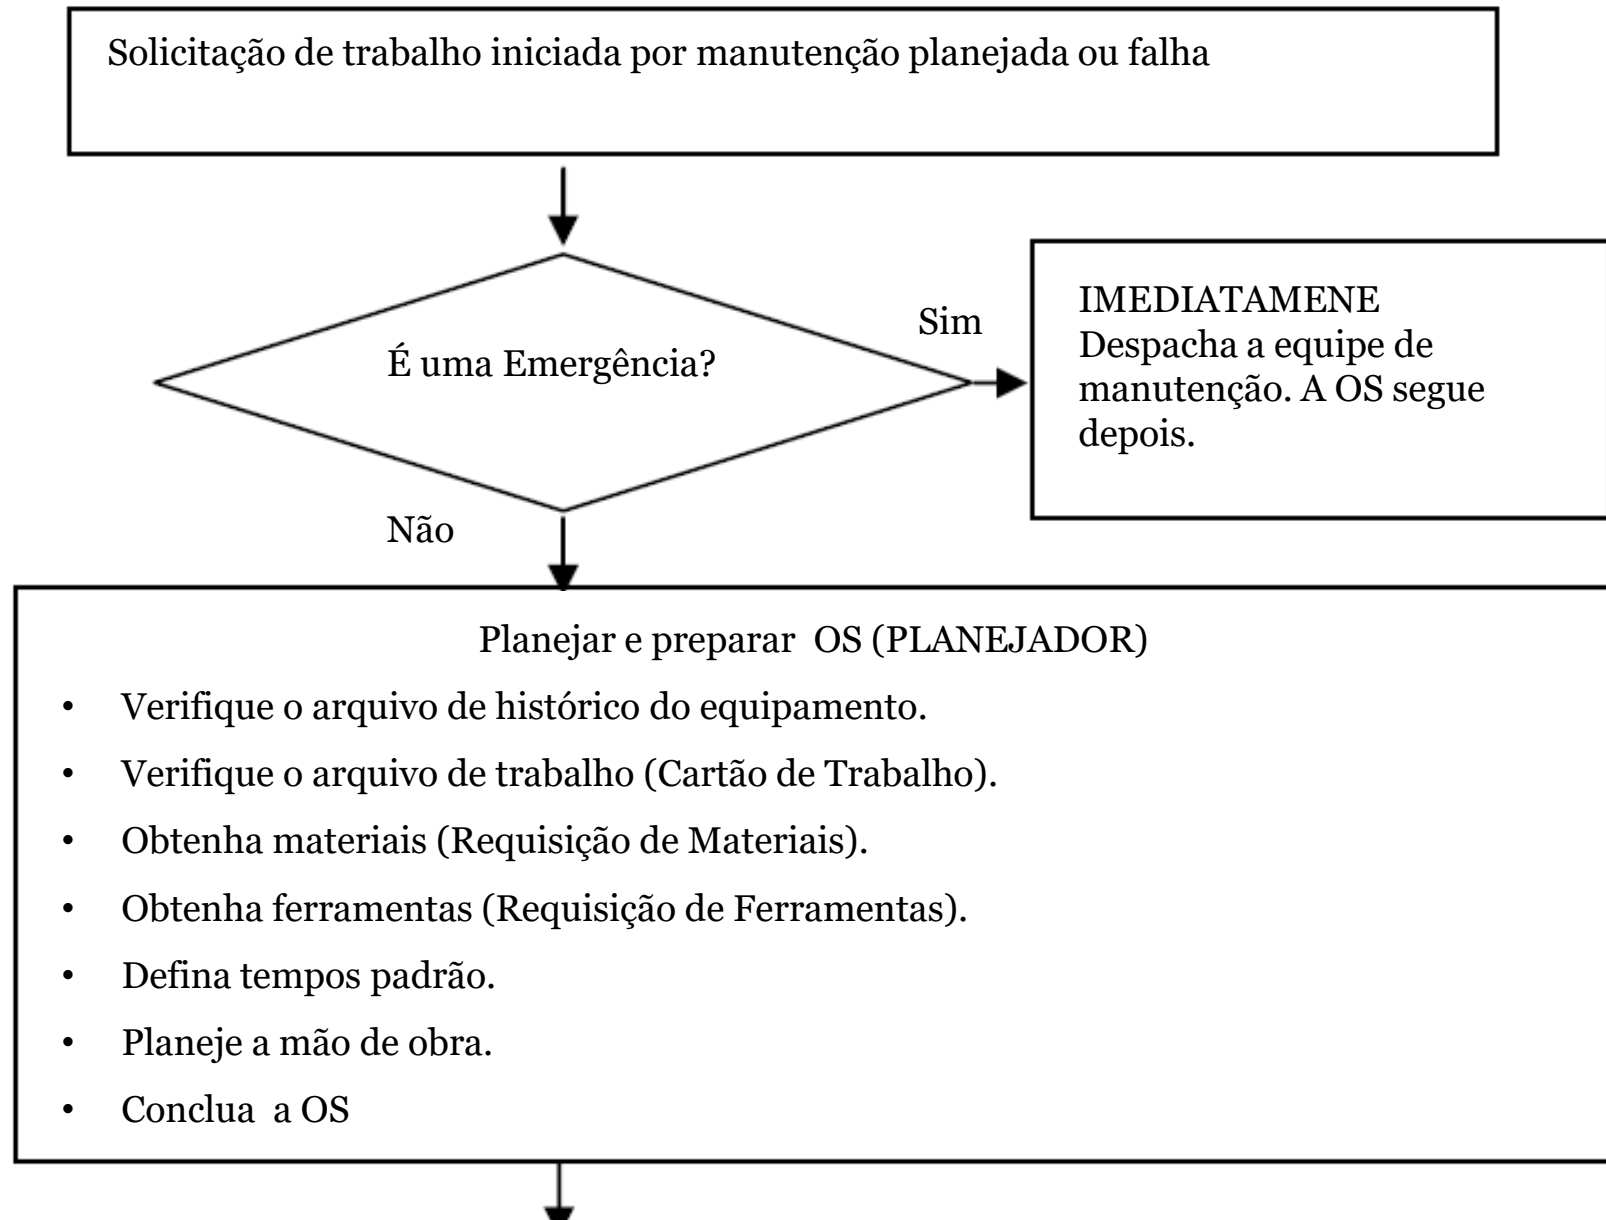 Solicitação de trabalho iniciada por manutenção planejada ou falha
É uma Emergência?
Sim
IMEDIATAMENE
Despacha a equipe de
manutenção. A OS segue
depois.
Não
Planejar e preparar  OS (PLANEJADOR)
• Verifique o arquivo de histórico do equipamento.
• Verifique o arquivo de trabalho (Cartão de Trabalho).
• Obtenha materiais (Requisição de Materiais).
• Obtenha ferramentas (Requisição de Ferramentas).
• Defina tempos padrão.
• Planeje a mão de obra.
• Conclua  a OS